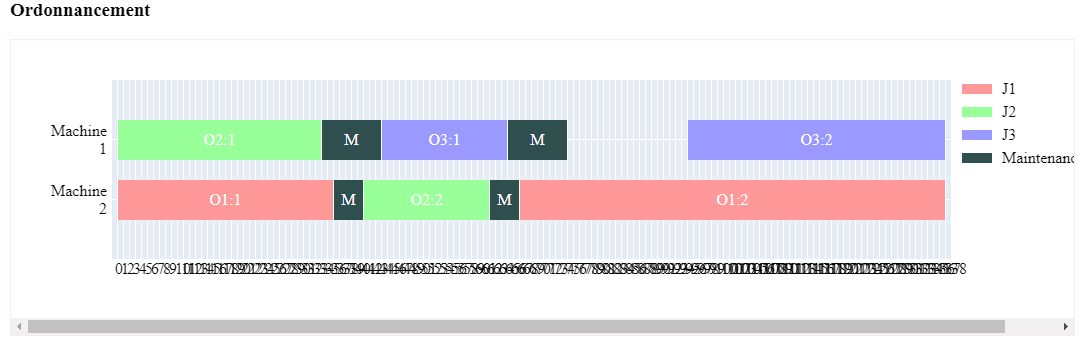 Ordonnancement
J1
J2
J3
Maintenanc
Machine
1
O2:1
M
O3:1
M
O3:2
Machine
2
O1:1
M
O2:2
M
O1:2